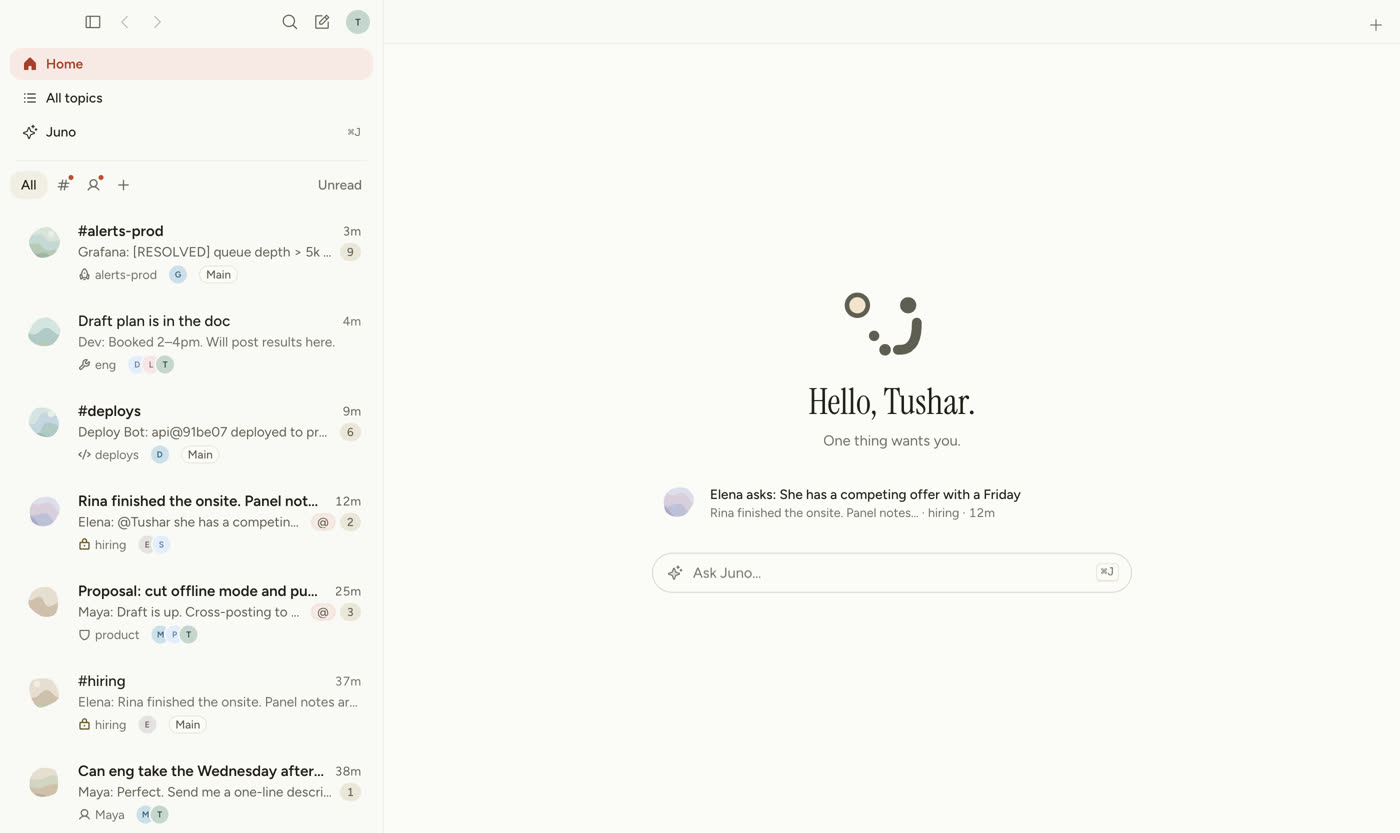 T
Home
All topics
Juno ⌘J
All # Unread
#alerts-prod 3m
Grafana: [RESOLVED] queue depth > 5k ... 9
alerts-prod G Main
Draft plan is in the doc 4m
Dev: Booked 2–4pm. Will post results here.
eng D L T
#deploys 9m
Deploy Bot: api@91be07 deployed to pr... 6
deploys D Main
Rina finished the onsite. Panel not... 12m
Elena: @Tushar she has a competin... @ 2
hiring E S
Proposal: cut offline mode and pu... 25m
Maya: Draft is up. Cross-posting to ... @ 3
product M P T
#hiring 37m
Elena: Rina finished the onsite. Panel notes ar...
hiring E Main
Can eng take the Wednesday after... 38m
Maya: Perfect. Send me a one-line descri... 1
Maya M T
Hello, Tushar.
One thing wants you.
Elena asks: She has a competing offer with a Friday
Rina finished the onsite. Panel notes... · hiring · 12m
Ask Juno... ⌘J